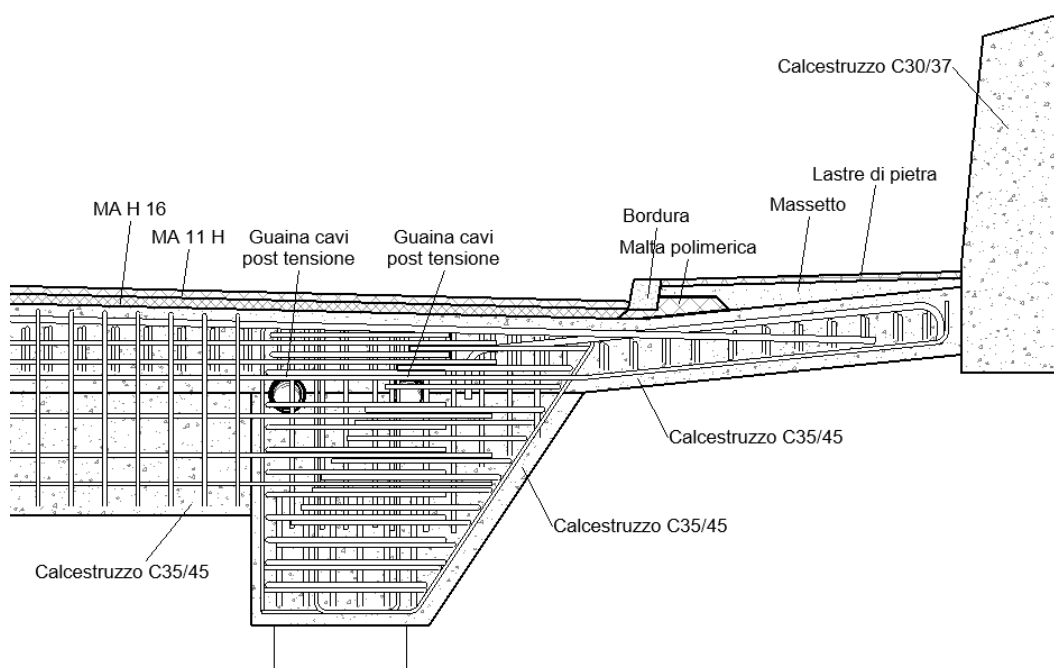 Calcestruzzo C30/37
Lastre di pietra
Massetto
MA H 16
Bordura
MA 11 H
Guaina cavi
post tensione
Guaina cavi
post tensione
Malta polimerica
Calcestruzzo C35/45
Calcestruzzo C35/45
Calcestruzzo C35/45